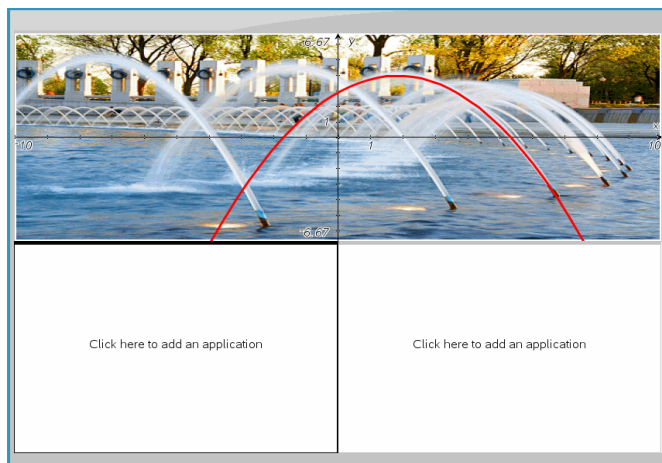 6.67 y
1
x
-10 1 10
-6.67
Click here to add an application Click here to add an application